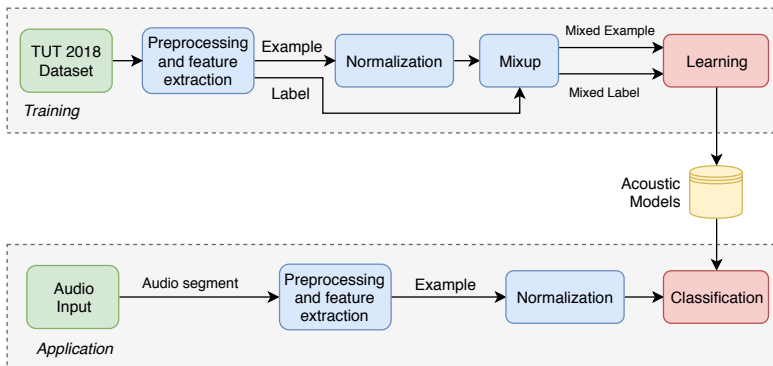 TUT 2018
Dataset
Preprocessing
and feature
extraction
Example
Label
Normalization
Mixup
Mixed Example
Mixed Label
Learning
Training
Acoustic
Models
Audio
Input
Audio segment
Preprocessing
and feature
extraction
Example
Normalization
Classification
Application